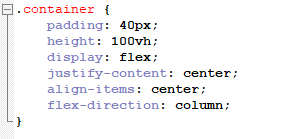 .container {
    padding: 40px;
    height: 100vh;
    display: flex;
    justify-content: center;
    align-items: center;
    flex-direction: column;
}